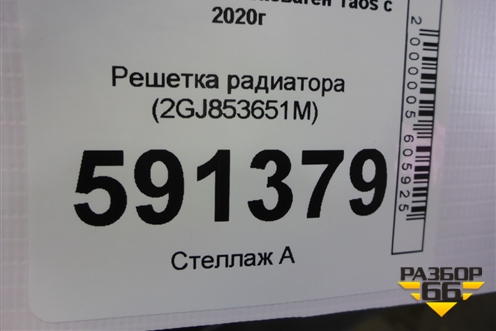 Taos с
2020г
Решетка радиатора
(2GJ853651M)
591379
Стеллаж А
2000005605925
РАЗБОР
66